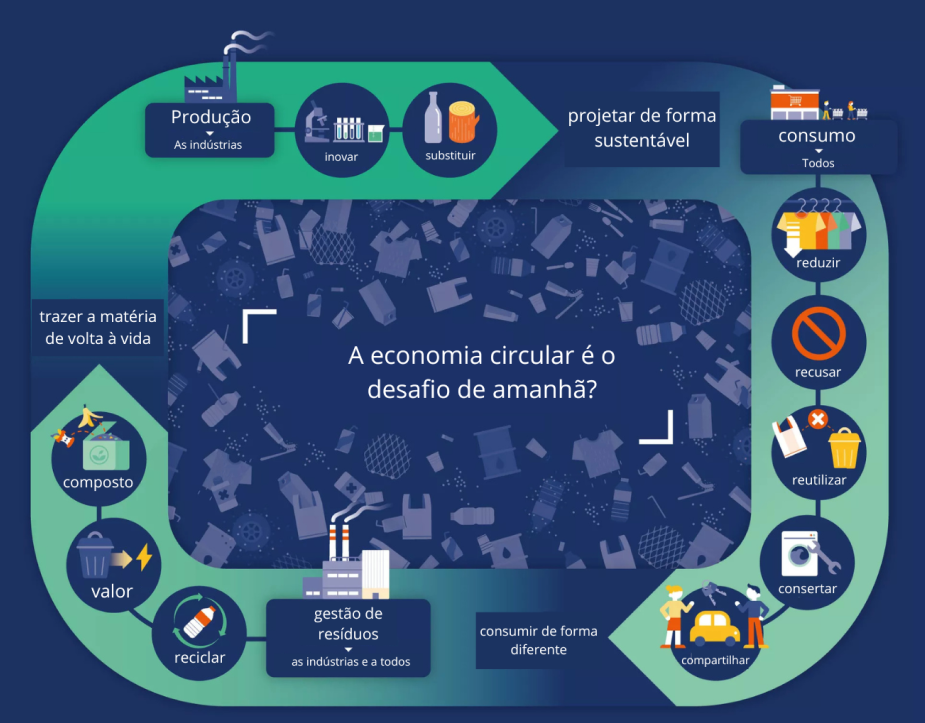 Produção
As indústrias
inovar
substituir
projetar de forma
sustentável
consumo
Todos
reduzir
recusar
reutilizar
consertar
compartilhar
consumir de forma
diferente
gestão de
resíduos
as indústrias e a todos
reciclar
valor
composto
trazer a matéria
de volta à vida
A economia circular é o
desafio de amanhã?